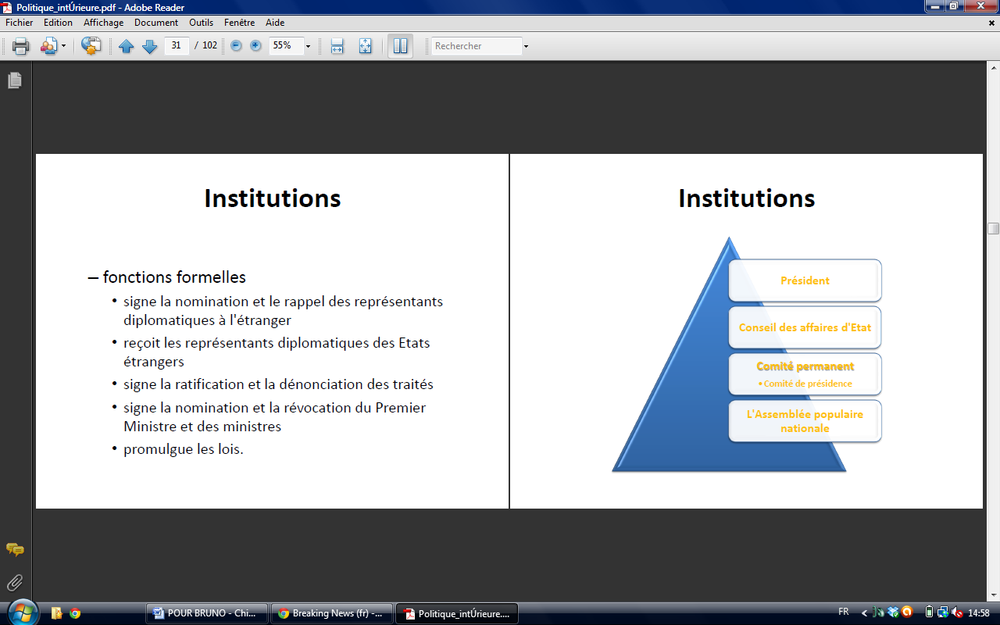 Politique_intÚrieure.pdf - Adobe Reader
Fichier Edition Affichage Document Outils Fenêtre Aide
31 / 102 55% Rechercher
Institutions
– fonctions formelles
• signe la nomination et le rappel des représentants
diplomatiques à l'étranger
• reçoit les représentants diplomatiques des Etats
étrangers
• signe la ratification et la dénonciation des traités
• signe la nomination et la révocation du Premier
Ministre et des ministres
• promulgue les lois.
Institutions
Président
Conseil des affaires d'Etat
Comité permanent
• Comité de présidence
L'Assemblée populaire
nationale
POUR BRUNO - Chi... Breaking News (fr) -... Politique_intÚrieure.... FR 14:58